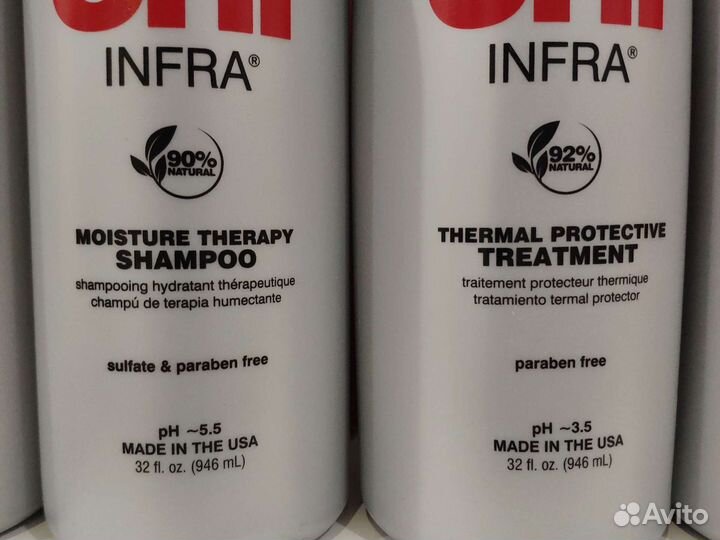 CHI
INFRA®
90%
NATURAL
MOISTURE THERAPY
SHAMPOO
shampooing hydratant thérapeutique
champú de terapia humectante
sulfate & paraben free
pH ~5.5
MADE IN THE USA
32 fl. oz. (946 mL)
CHI
INFRA®
92%
NATURAL
THERMAL PROTECTIVE
TREATMENT
traitement protecteur thermique
tratamiento termal protector
paraben free
pH ~3.5
MADE IN THE USA
32 fl. oz. (946 mL)
Avito